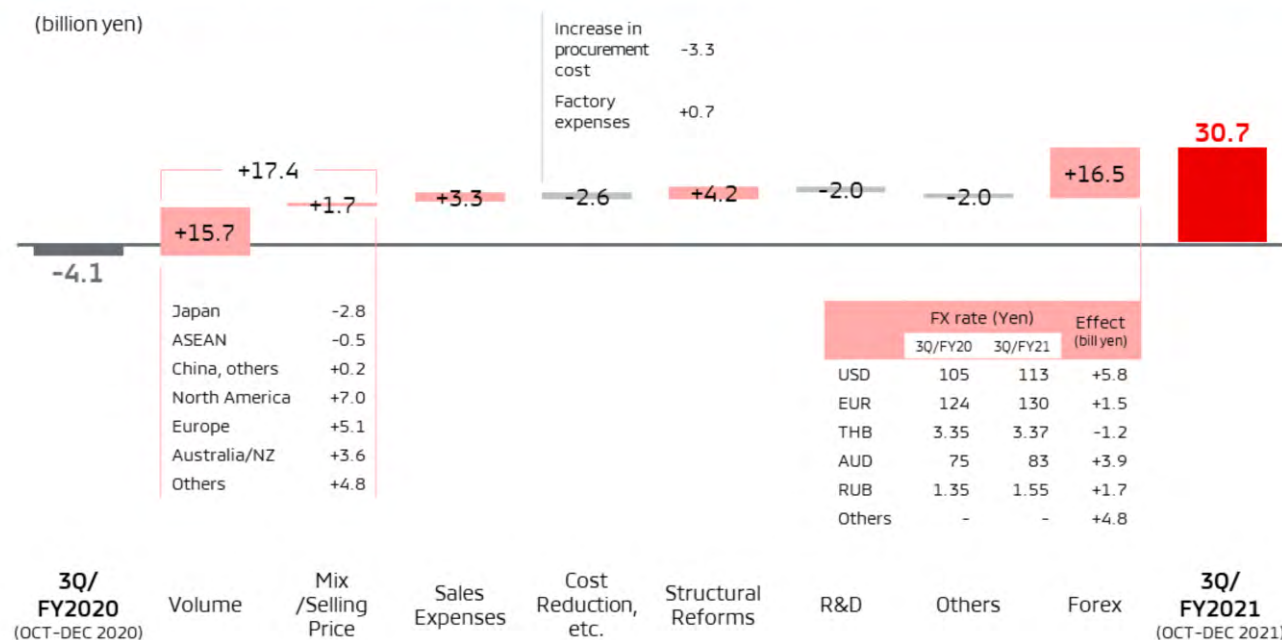 (billion yen)
Increase in
procurement -3.3
cost
Factory
expenses +0.7
30.7
+17.4
+16.5
+1.7
+3.3
-2.6
+4.2
-2.0
-2.0
+15.7
-4.1
Japan -2.8
ASEAN -0.5
China, others +0.2
North America +7.0
Europe +5.1
Australia/NZ +3.6
Others +4.8
FX rate (Yen) Effect
3Q/FY20 3Q/FY21 (bill yen)
USD 105 113 +5.8
EUR 124 130 +1.5
THB 3.35 3.37 -1.2
AUD 75 83 +3.9
RUB 1.35 1.55 +1.7
Others - - +4.8
3Q/
FY2020
(OCT-DEC 2020)
Volume
Mix
/Selling
Price
Sales
Expenses
Cost
Reduction,
etc.
Structural
Reforms
R&D
Others
Forex
3Q/
FY2021
(OCT-DEC 2021)